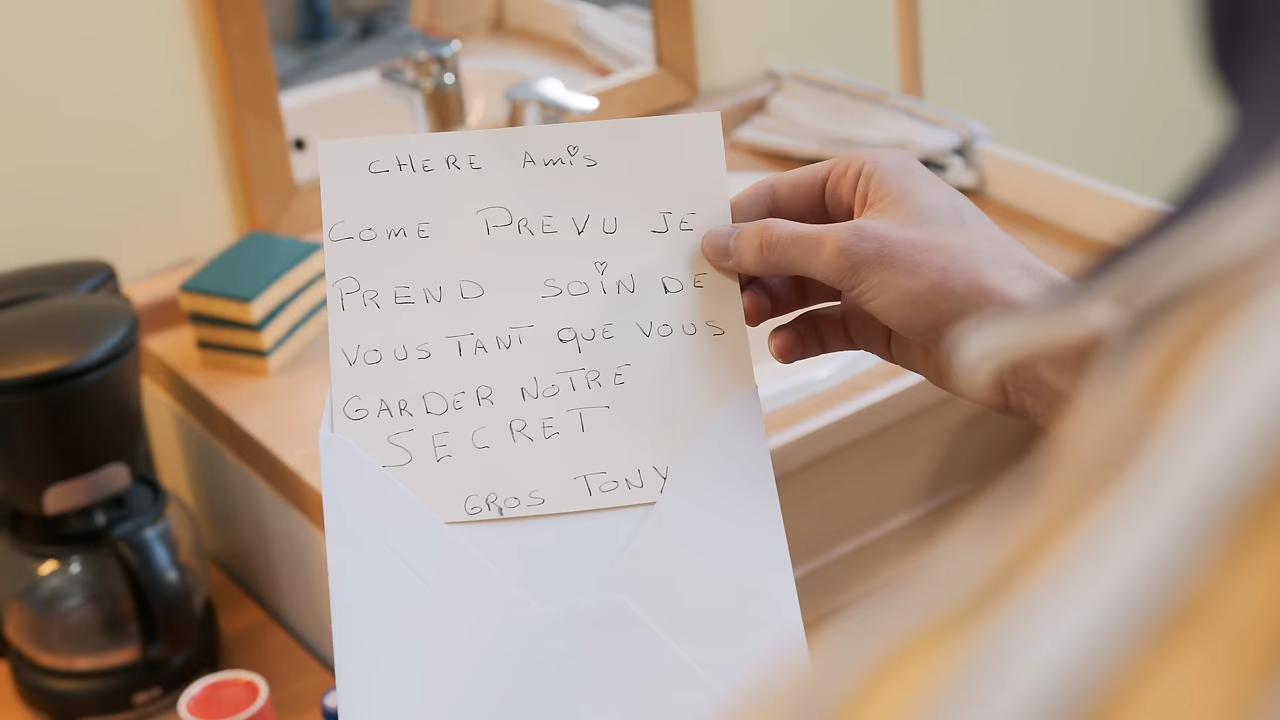 CHERE AMiS
COME PREVU JE
PREND SOiN DE
VOUS TANT QUE VOUS
GARDER NOTRE
SECRET
GROS TONY